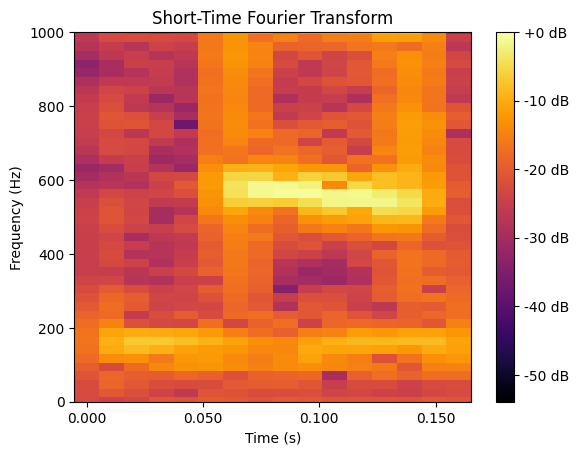 Short-Time Fourier Transform
Frequency (Hz)
1000
800
600
400
200
0
0.000
0.050
0.100
0.150
Time (s)
+0 dB
-10 dB
-20 dB
-30 dB
-40 dB
-50 dB